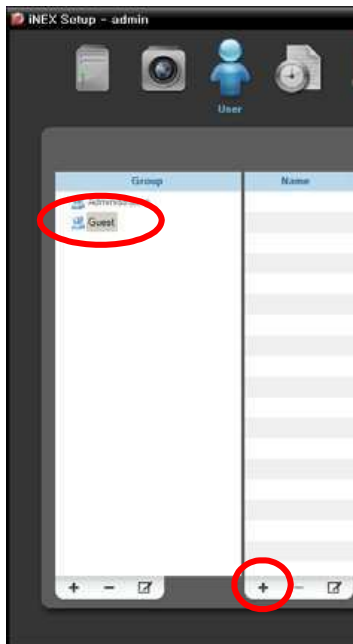 iNEX Setup - admin
User
Group
Name
Guest
+ -
+ -